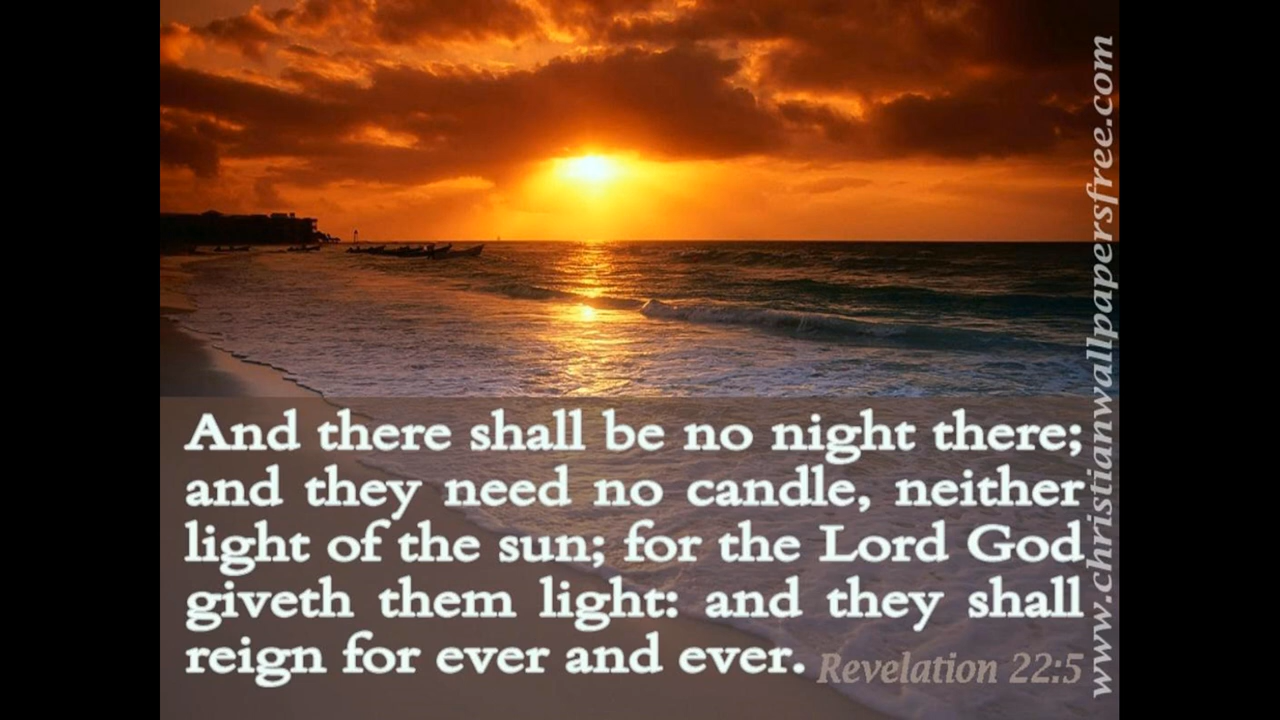 And there shall be no night there;
and they need no candle, neither
light of the sun; for the Lord God
giveth them light: and they shall
reign for ever and ever. Revelation 22:5
www.christianwallpapersfree.com